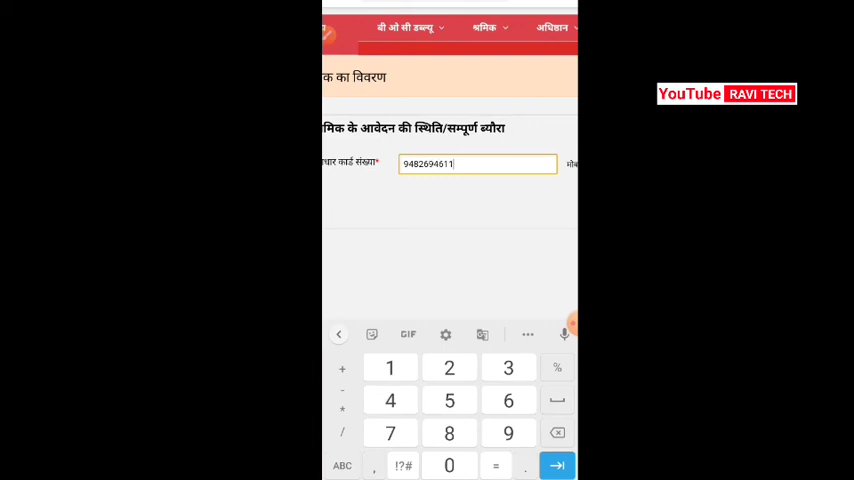 वी ओ सी डब्ल्यू श्रमिक अधिष्ठान
क का विवरण
YouTube RAVI TECH
मिक के आवेदन की स्थिति/सम्पूर्ण ब्यौरा
धार कार्ड संख्या* 9482694611 मोब
GIF
+ 1 2 3 %
- 4 5 6
*
/ 7 8 9
ABC , !?# 0 = .